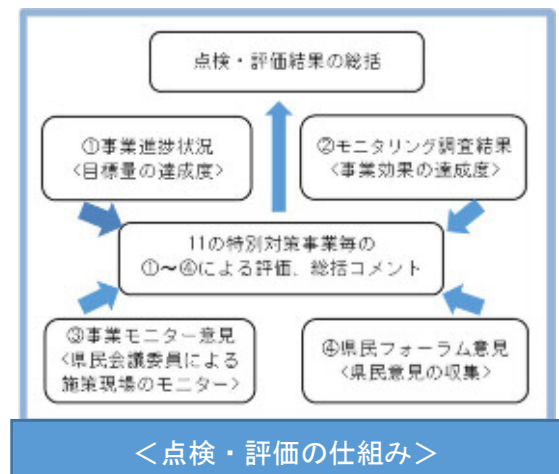 点検・評価結果の総括
①事業進捗状況
<目標量の達成度>
②モニタリング調査結果
<事業効果の達成度>
11の特別対策事業毎の
①～④による評価、総括コメント
③事業モニター意見
<県民会議委員による
施策現場のモニター>
④県民フォーラム意見
<県民意見の収集>
＜点検・評価の仕組み＞